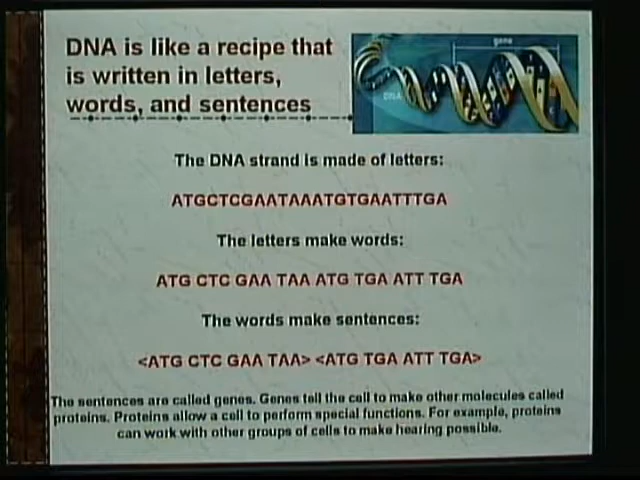 DNA is like a recipe that
is written in letters,
words, and sentences
gene
DNA
The DNA strand is made of letters:
ATGCTCGAATAAATGTGAATTTGA
The letters make words:
ATG CTC GAA TAA ATG TGA ATT TGA
The words make sentences:
<ATG CTC GAA TAA> <ATG TGA ATT TGA>
The sentences are called genes. Genes tell the cell to make other molecules called
proteins. Proteins allow a cell to perform special functions. For example, proteins
can work with other groups of cells to make hearing possible.